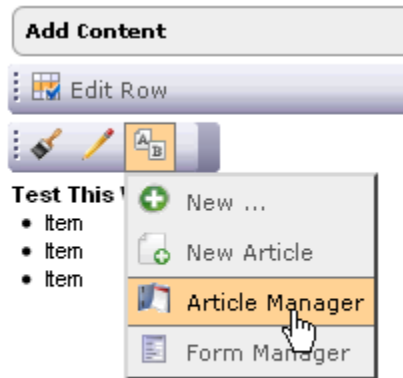 Add Content
Edit Row
A B
Test This
New ...
• Item
New Article
• Item
• Item
Article Manager
Form Manager